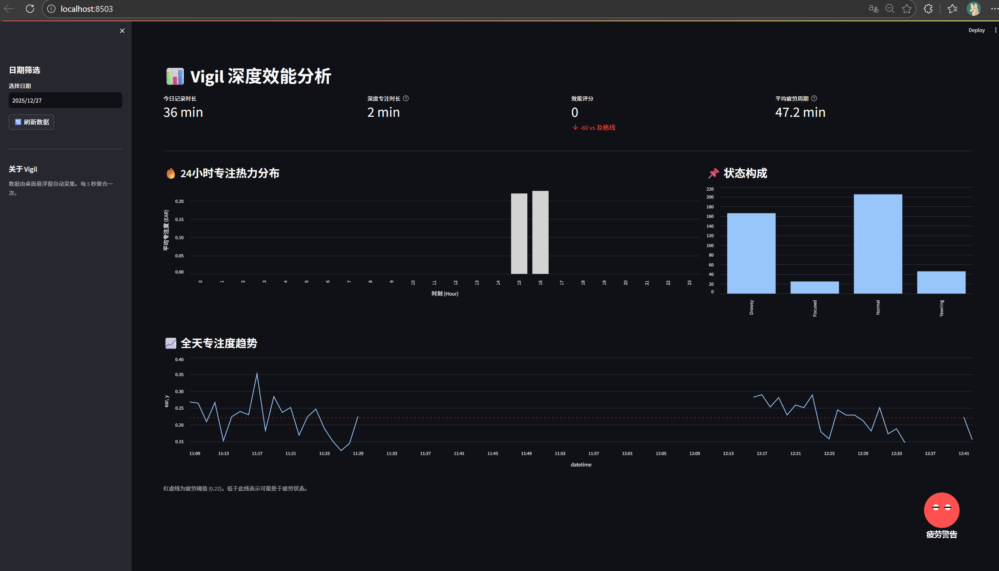 localhost:8503
Deploy
日期筛选
选择日期
2025/12/27
刷新数据
关于 Vigil
数据由桌面悬浮窗自动采集。每 5 秒聚合一
次。
Vigil 深度效能分析
今日记录时长
36 min
深度专注时长
2 min
效能评分
0
-60 vs 及格线
平均疲劳周期
47.2 min
24小时专注热力分布
平均专注度 (EAR)
0.20
0.15
0.10
0.05
0.00
0 1 2 3 4 5 6 7 8 9 10 11 12 13 14 15 16 17 18 19 20 21 22 23
时刻 (Hour)
状态构成
220
200
180
160
140
120
100
80
60
40
20
0
Drowsy Focused Normal Yawning
全天专注度趋势
ear, y
0.40
0.35
0.30
0.25
0.20
0.15
11:09 11:13 11:17 11:21 11:25 11:29 11:33 11:37 11:41 11:45 11:49 11:53 11:57 12:01 12:05 12:09 12:13 12:17 12:21 12:25 12:29 12:33 12:37 12:41
datetime
红虚线为疲劳阈值 (0.22)。低于此线表示可能处于疲劳状态。
疲劳警告